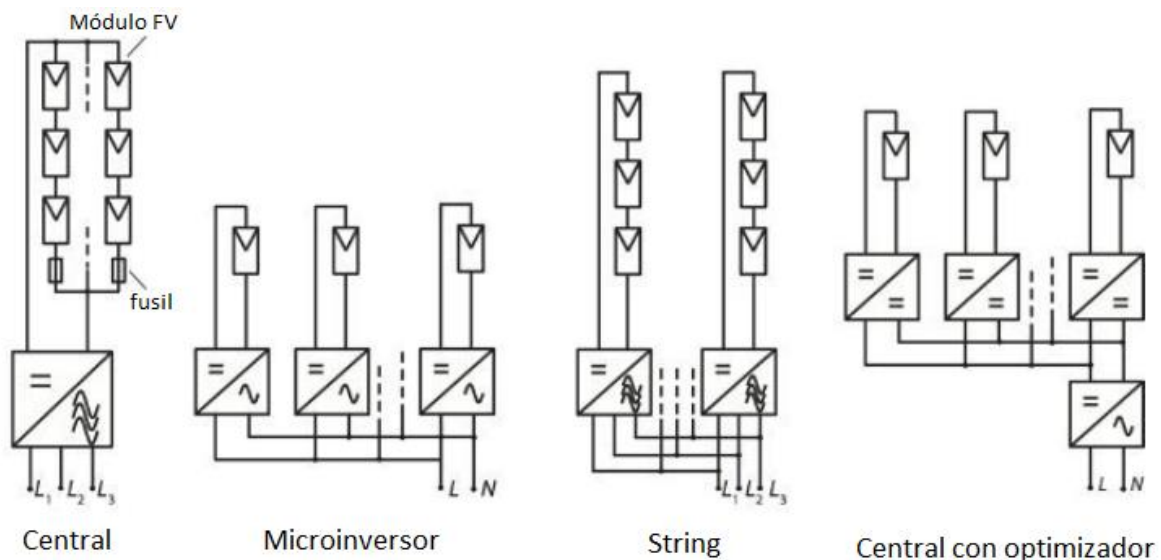 Módulo FV
fusil
L1 L2 L3
L N
L1 L2 L3
L N
Central
Microinversor
String
Central con optimizador